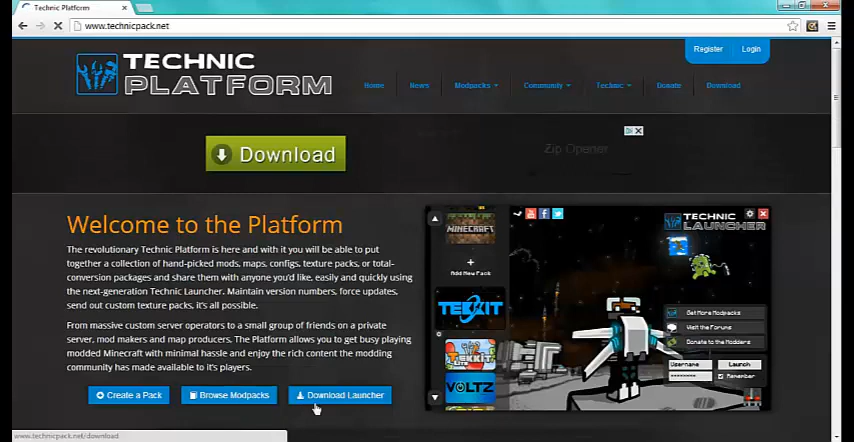 Technic Platform
www.technicpack.net
Register Login
TECHNIC
PLATFORM
Home News Modpacks Community Technic Donate Download
Download
Zip Opener
Welcome to the Platform
The revolutionary Technic Platform is here and with it you will be able to put
together a collection of hand-picked mods, maps, configs, texture packs, or total-
conversion packages and share them with anyone you'd like, easily and quickly using
the next-generation Technic Launcher. Maintain version numbers, force updates,
send out custom texture packs, it's all possible.
From massive custom server operators to a small group of friends on a private
server, mod makers and map producers. The Platform allows you to get busy playing
modded Minecraft with minimal hassle and enjoy the rich content the modding
community has made available to it's players.
Create a Pack Browse Modpacks Download Launcher
MINECRAFT
Add New Pack
TEKKIT
TEKKIT
VOLTZ
TECHNIC
LAUNCHER
Get More Modpacks
Visit the Forums
Donate to the Modders
Username Launch
Remember
www.technicpack.net/download